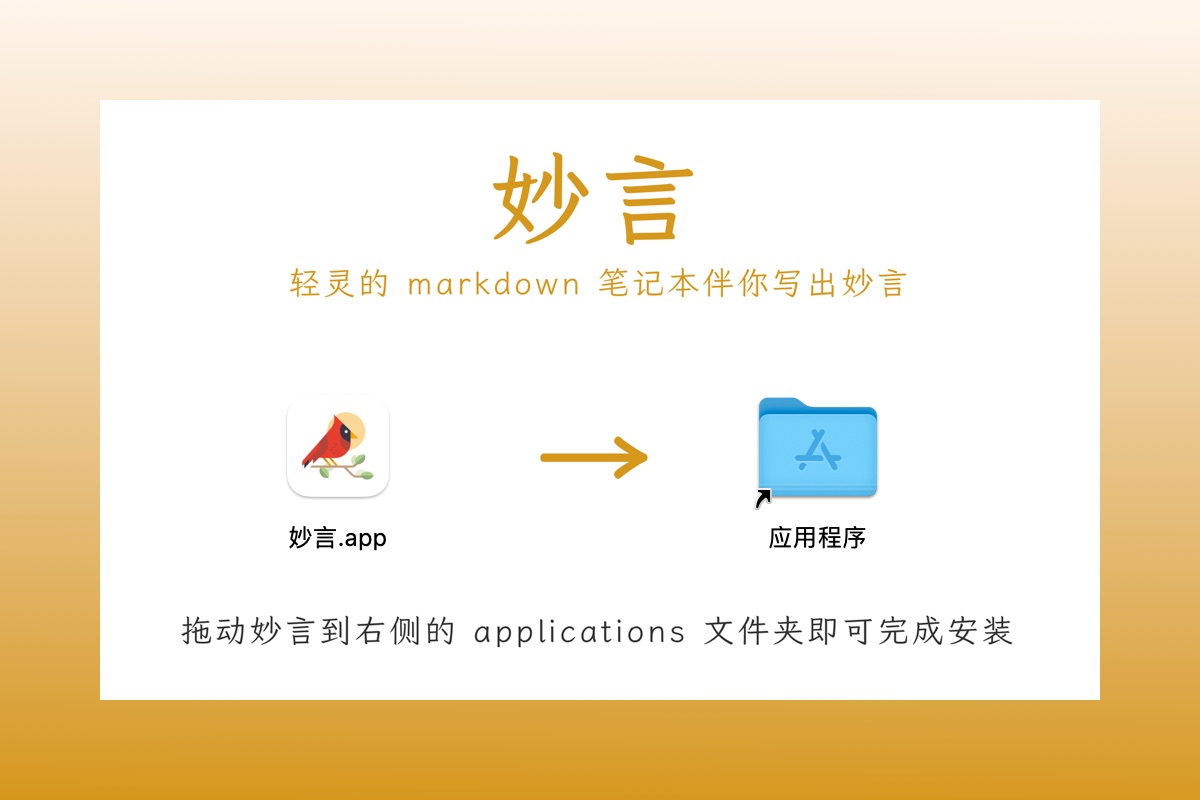 妙言
轻灵的 markdown 笔记本伴你写出妙言
妙言.app
应用程序
拖动妙言到右侧的 applications 文件夹即可完成安装